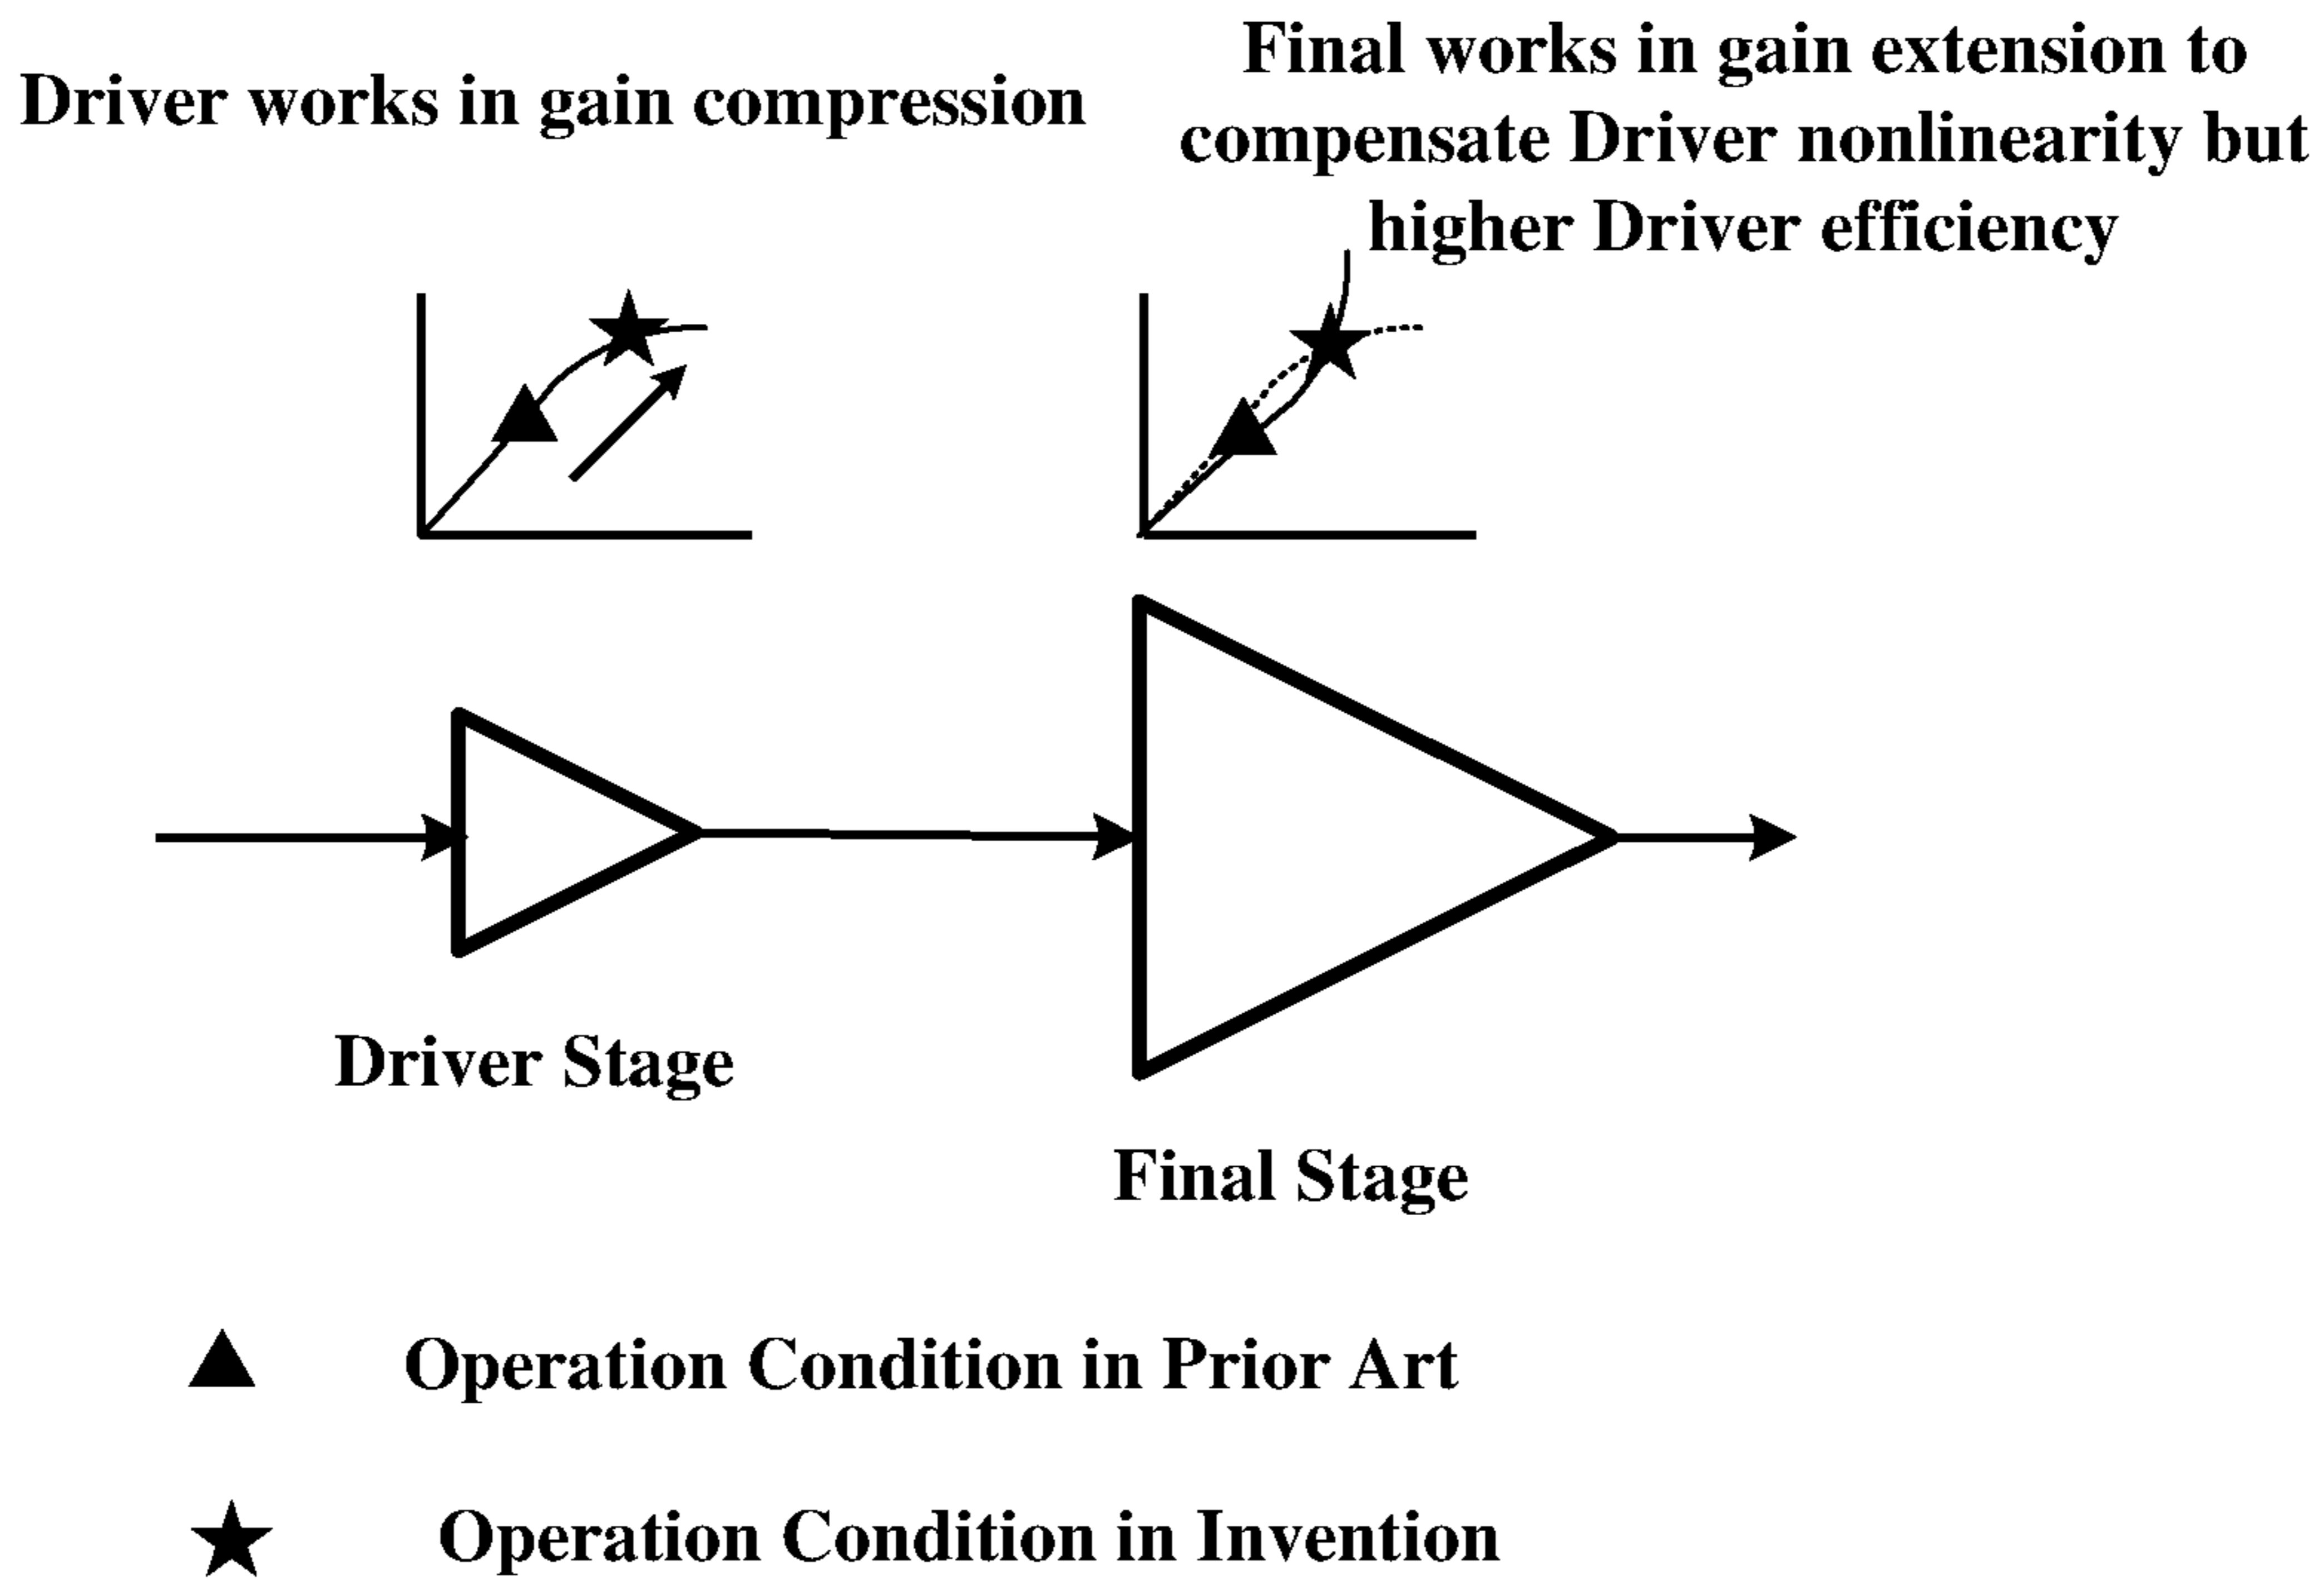 Driver works in gain compression
Final works in gain extension to
compensate Driver nonlinearity but
higher Driver efficiency
Driver Stage
Final Stage
Operation Condition in Prior Art
Operation Condition in Invention